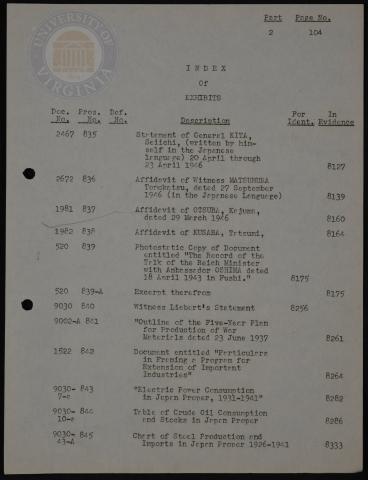 UNIVERSITY OF VIRGINIA
Part Page No.
2 104
INDEX
Of
EXHIBITS
Doc. No. Pros. No. Def. No. Description For Ident. In Evidence
2467 835 Statement of General KITA,
Seiichi, (written by him-
self in the Japanese
language) 20 April through
23 April 1946 8127
2672 836 Affidavit of Witness MATSUMURA
Tomokatsu, dated 27 September
1946 (in the Japanese Language) 8139
1981 837 Affidavit of OTSUBA, Kajuma,
dated 29 March 1946 8160
1982 838 Affidavit of KUSABA, Tatsumi, 8164
520 839 Photostatic Copy of Document
entitled "The Record of the
Talk of the Reich Minister
with Ambassador OSHIMA dated
18 April 1943 in Fushi." 8175
520 839-A Excerpt therefrom 8175
9030 840 Witness Liebert's Statement 8256
9002-A 841 "Outline of the Five-Year Plan
for Production of War
Materials dated 23 June 1937 8261
1522 842 Document entitled "Particulars
in Framing a Program for
Extension of Important
Industries" 8264
9030- 843 "Electric Power Consumption
7-a in Japan Proper, 1931-1941" 8282
9030- 844 Table of Crude Oil Consumption
10-a and Stocks in Japan Proper 8286
9030- 845 Chart of Steel Production and
43-A Imports in Japan Proper 1926-1941 8333